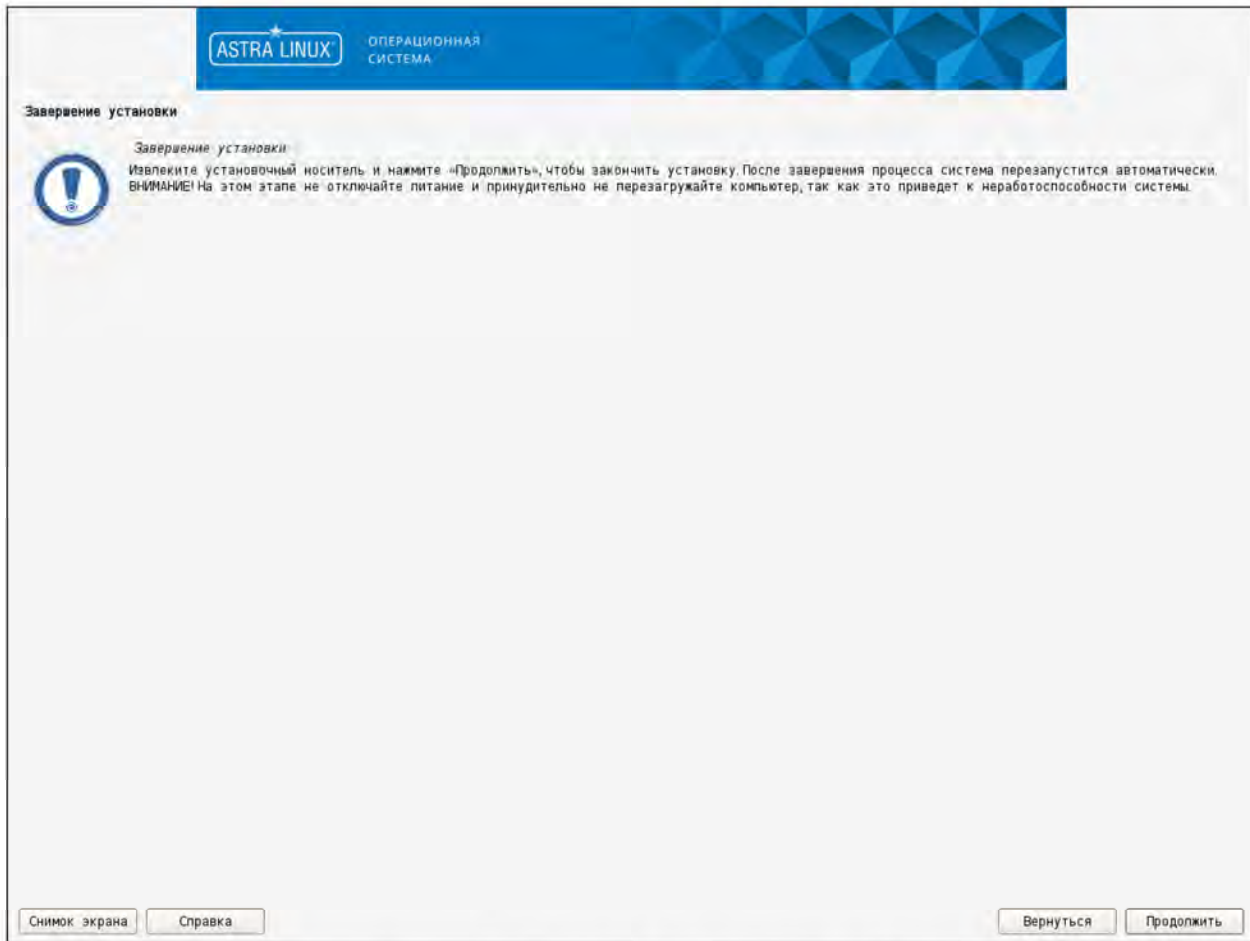 ASTRA LINUX®
ОПЕРАЦИОННАЯ
СИСТЕМА
Завершение установки
Завершение установки
Извлеките установочный носитель и нажмите «Продолжить», чтобы закончить установку. После завершения процесса система перезапустится автоматически.
ВНИМАНИЕ! На этом этапе не отключайте питание и принудительно не перезагружайте компьютер, так как это приведет к неработоспособности системы.
Снимок экрана
Справка
Вернуться
Продолжить